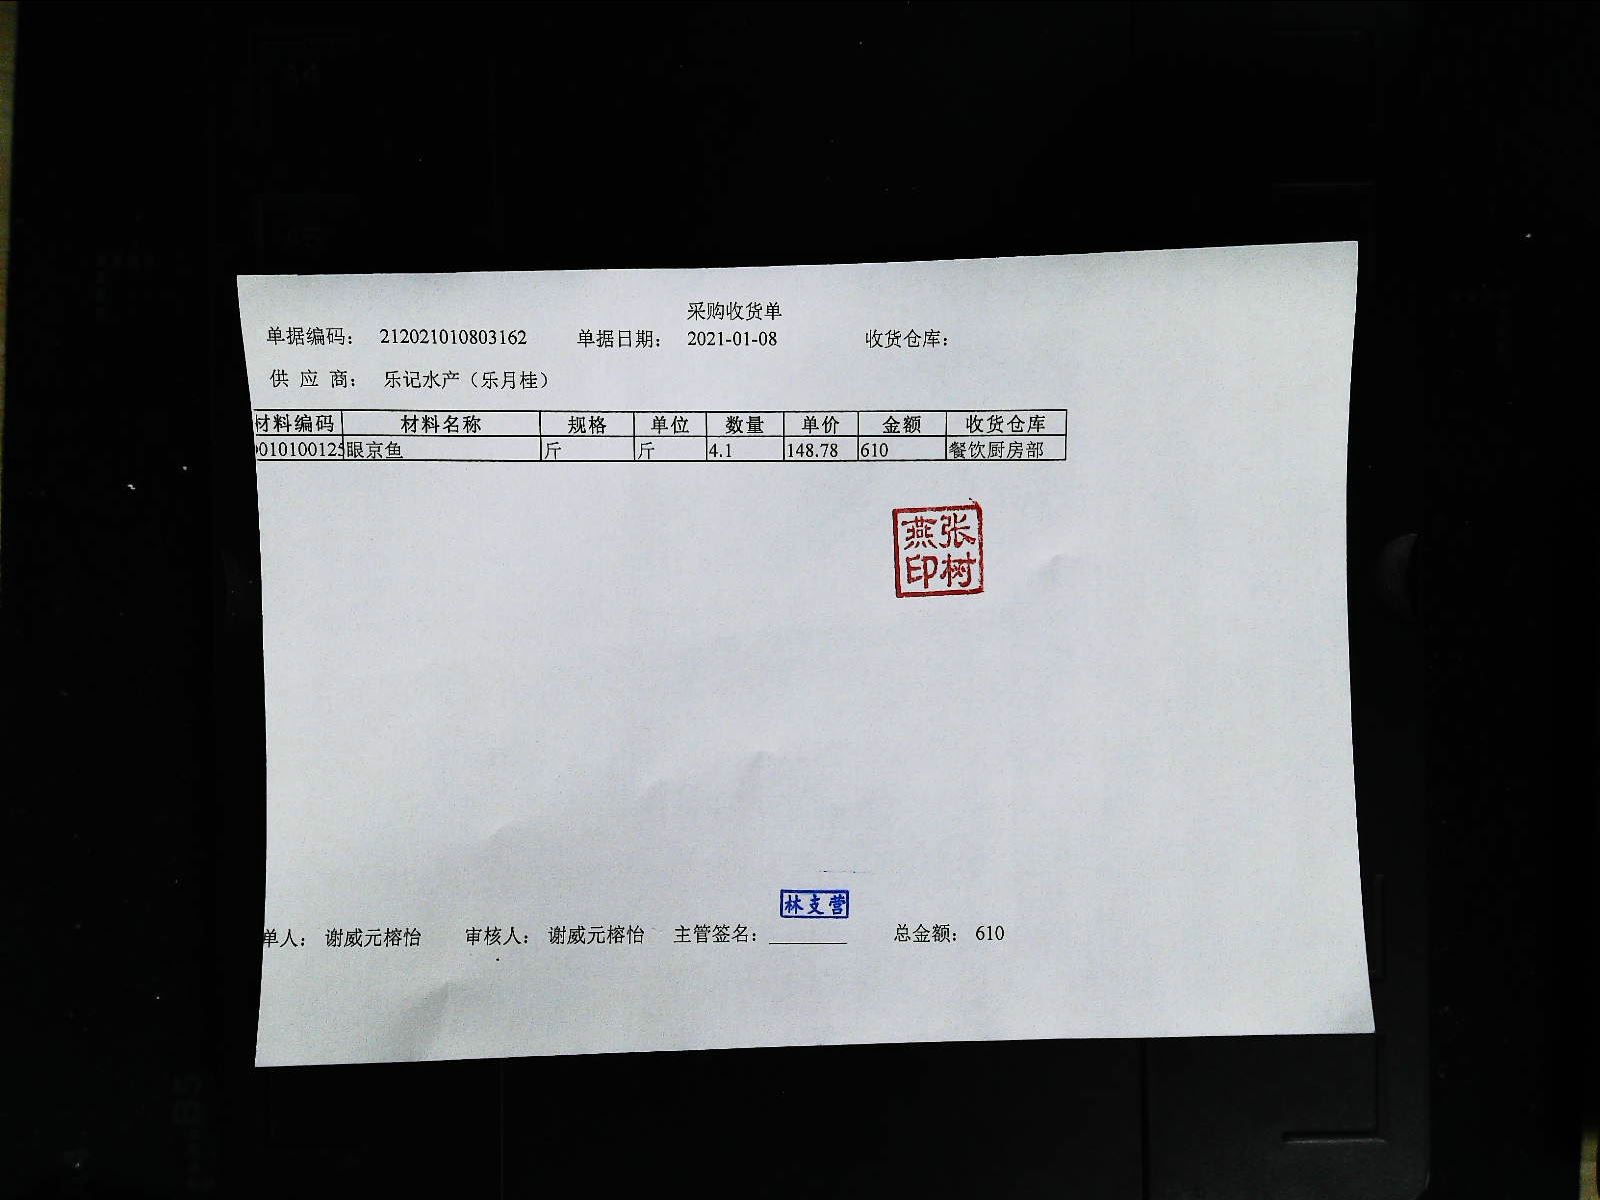 采购收货单
单据编码： 212021010803162 单据日期： 2021-01-08 收货仓库：
供 应 商： 乐记水产（乐月桂）
材料编码 材料名称 规格 单位 数量 单价 金额 收货仓库
010100125 眼京鱼 斤 斤 4.1 148.78 610 餐饮厨房部
张树燕印
林支营
单人： 谢威元榕怡 审核人： 谢威元榕怡 主管签名：________ 总金额： 610
B5